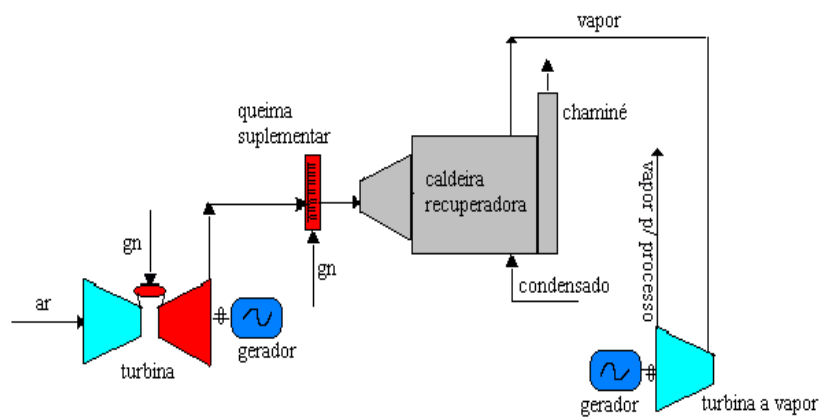 vapor
queima
suplementar
chaminé
caldeira
recuperadora
vapor p/ processo
gn
gn
condensado
ar
gerador
turbina
gerador
turbina a vapor